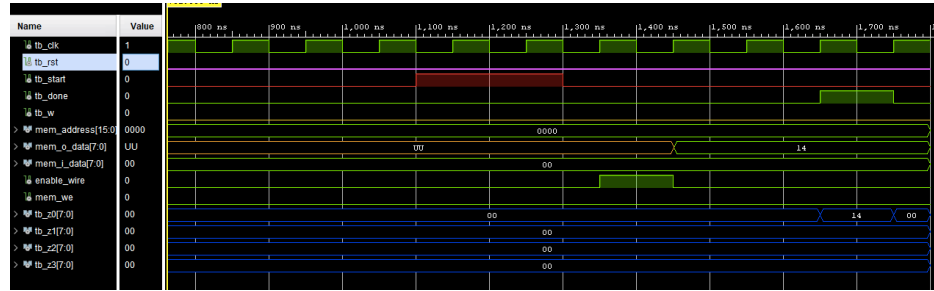 Name Value
800 ns 900 ns 1,000 ns 1,100 ns 1,200 ns 1,300 ns 1,400 ns 1,500 ns 1,600 ns 1,700 ns
tb_clk 1
tb_rst 0
tb_start 0
tb_done 0
tb_w 0
mem_address[15:0] 0000 0000
mem_o_data[7:0] UU UU 14
mem_i_data[7:0] 00 00
enable_wire 0
mem_we 0
tb_z0[7:0] 00 00 14 00
tb_z1[7:0] 00 00
tb_z2[7:0] 00 00
tb_z3[7:0] 00 00